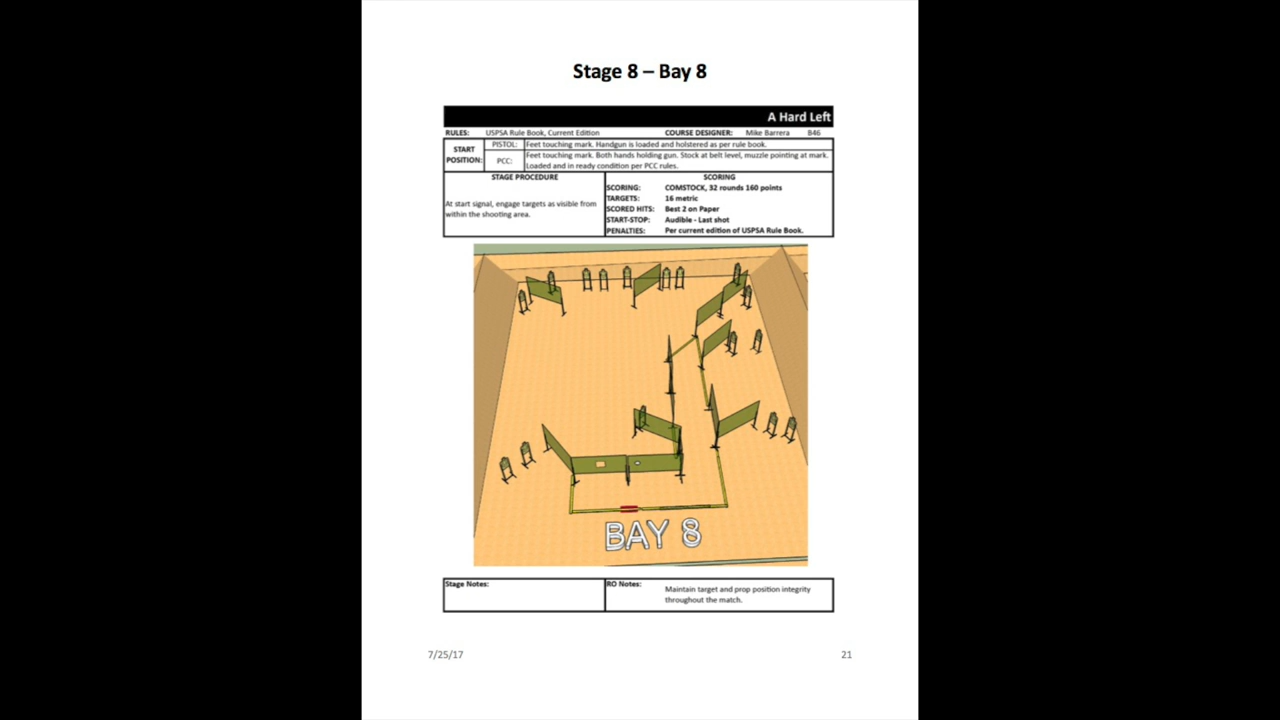 Stage 8 – Bay 8
A Hard Left
RULES: USPSA Rule Book, Current Edition COURSE DESIGNER: Mike Barrera B46
START POSITION:
PISTOL: Feet touching mark. Handgun is loaded and holstered as per rule book.
PCC: Feet touching mark. Both hands holding gun. Stock at belt level, muzzle pointing at mark.
Loaded and in ready condition per PCC rules.
STAGE PROCEDURE
At start signal, engage targets as visible from
within the shooting area.
SCORING
SCORING: COMSTOCK, 32 rounds 160 points
TARGETS: 16 metric
SCORED HITS: Best 2 on Paper
START-STOP: Audible - Last shot
PENALTIES: Per current edition of USPSA Rule Book.
BAY 8
Stage Notes:
RO Notes: Maintain target and prop position integrity
throughout the match.
7/25/17
21